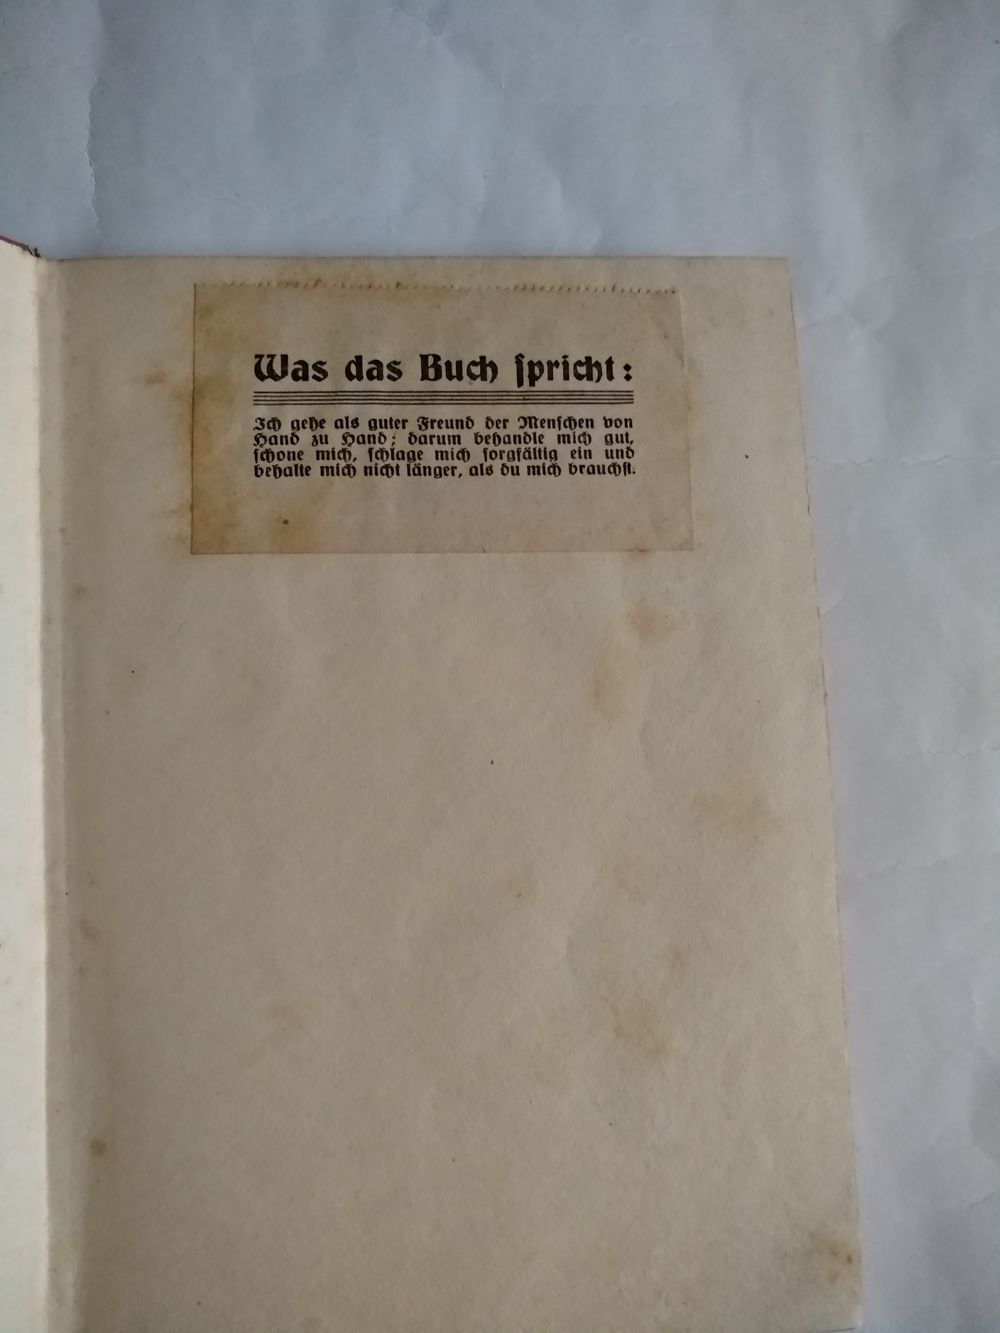 Was das Buch ſpricht:
Ich gehe als guter Freund der Menſchen von
Hand zu Hand; darum behandle mich gut,
ſchone mich, ſchlage mich ſorgfältig ein und
behalte mich nicht länger, als du mich brauchſt.